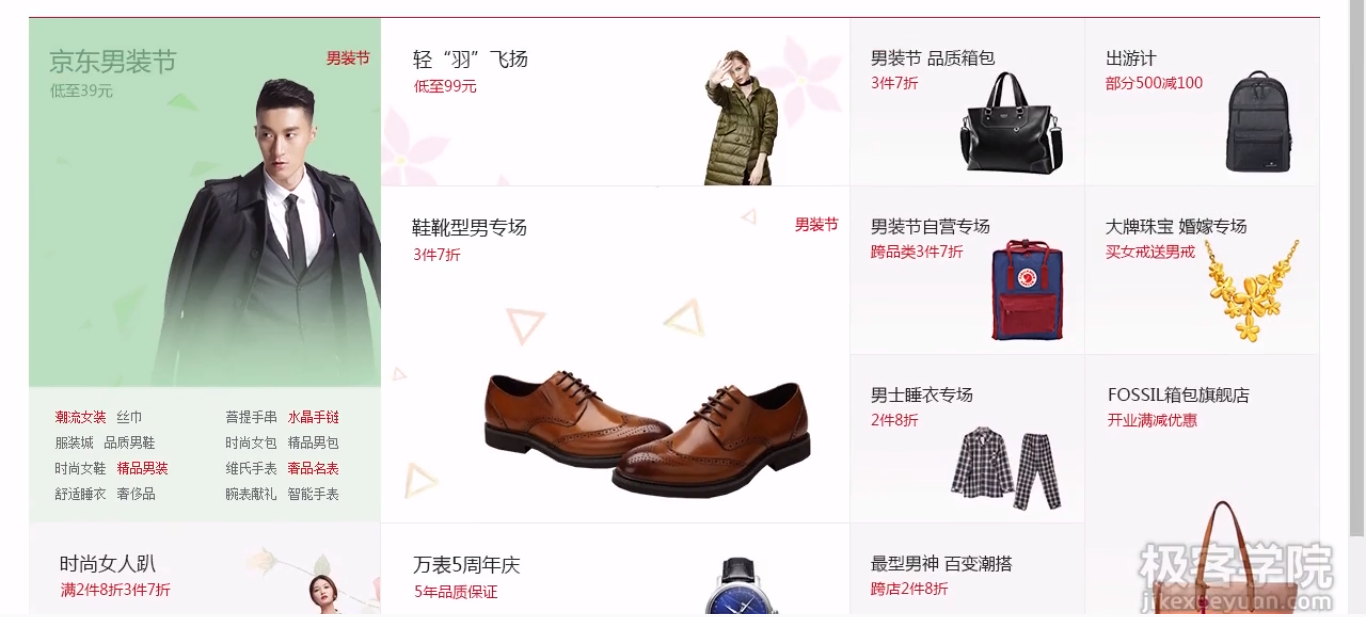 京东男装节
男装节
低至39元
潮流女装 丝巾
菩提手串 水晶手链
服装城 品质男鞋
时尚女包 精品男包
时尚女鞋 精品男装
维氏手表 奢品名表
舒适睡衣 奢侈品
腕表献礼 智能手表
时尚女人趴
满2件8折3件7折
轻“羽”飞扬
低至99元
鞋靴型男专场
男装节
3件7折
万表5周年庆
5年品质保证
男装节 品质箱包
3件7折
出游计
部分500减100
男装节自营专场
跨品类3件7折
大牌珠宝 婚嫁专场
买女戒送男戒
男士睡衣专场
2件8折
FOSSIL箱包旗舰店
开业满减优惠
最型男神 百变潮搭
跨店2件8折
极客学院
jikexueyuan.com